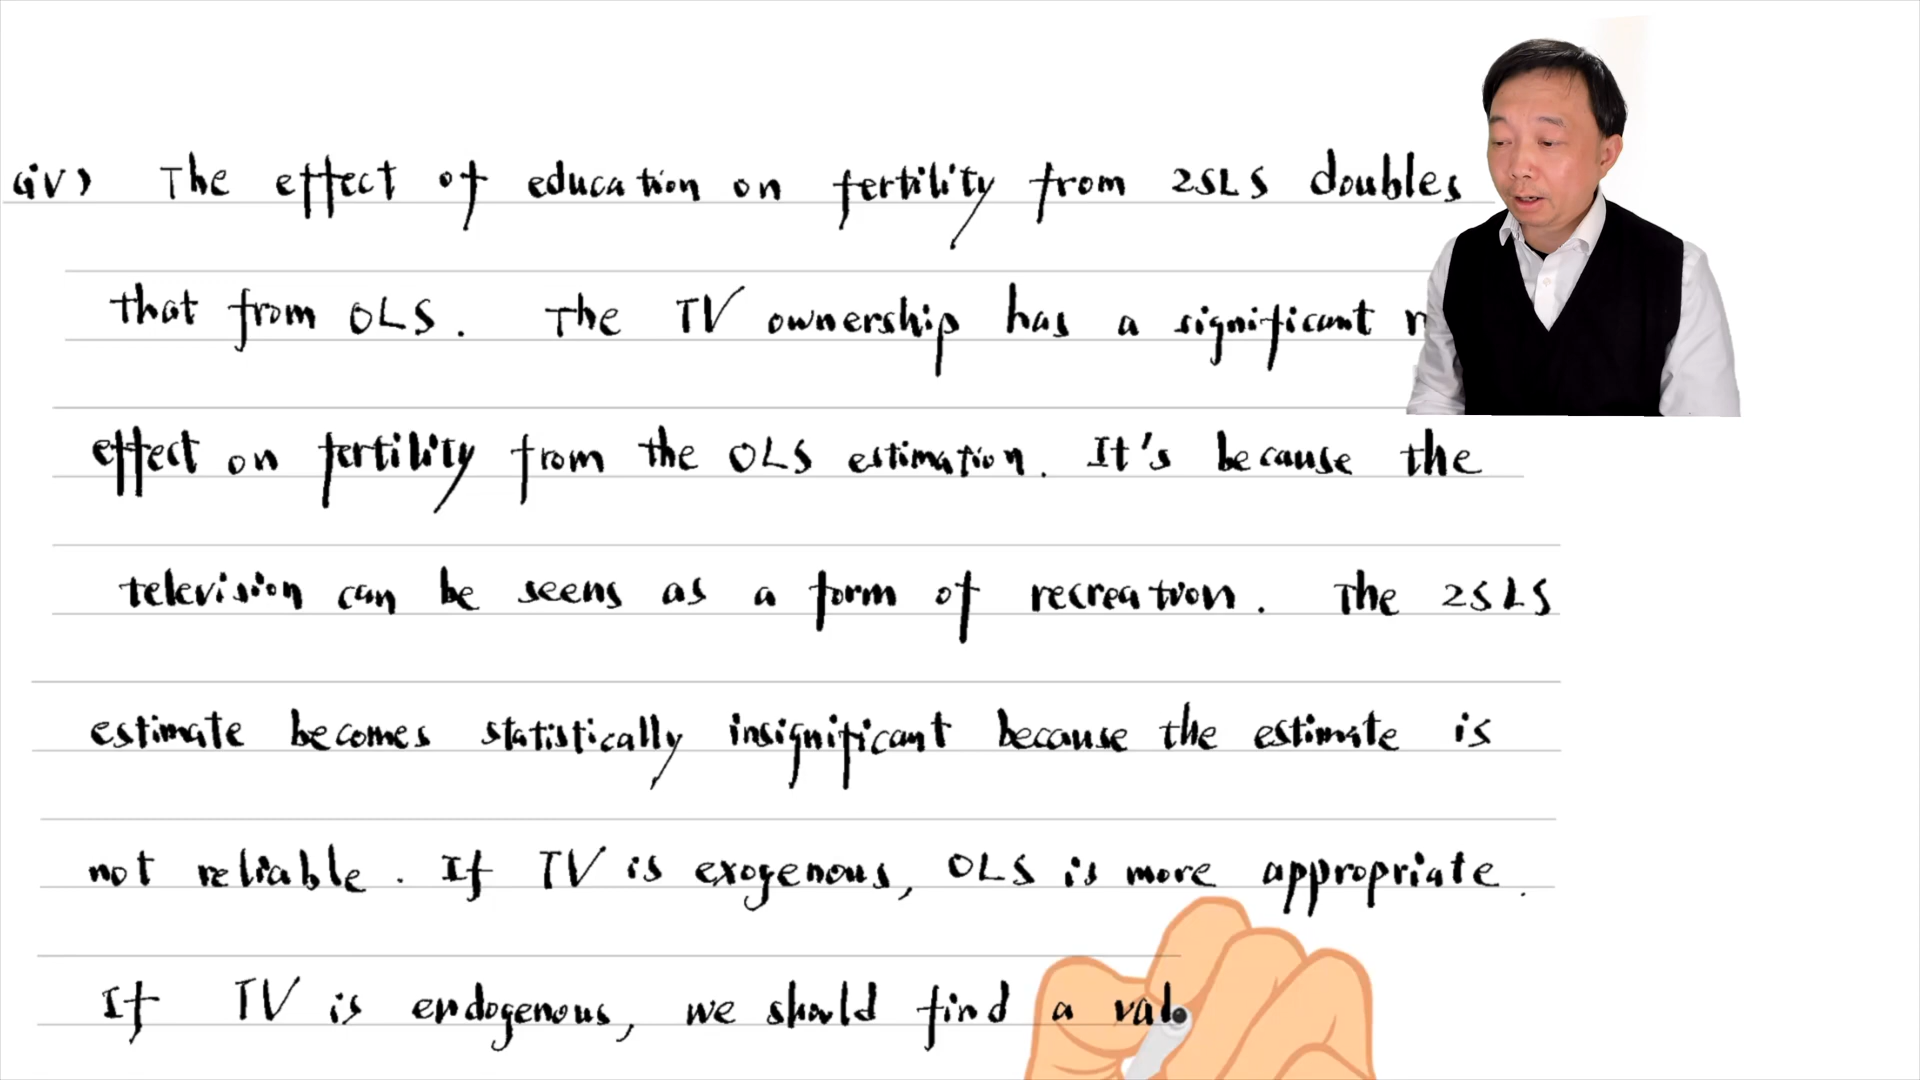 (iv) The effect of education on fertility from 2SLS doubles
that from OLS. The TV ownership has a significant
effect on fertility from the OLS estimation. It's because the
television can be seens as a form of recreation. The 2SLS
estimate becomes statistically insignificant because the estimate is
not reliable. If TV is exogenous, OLS is more appropriate.
If TV is endogenous, we should find a val